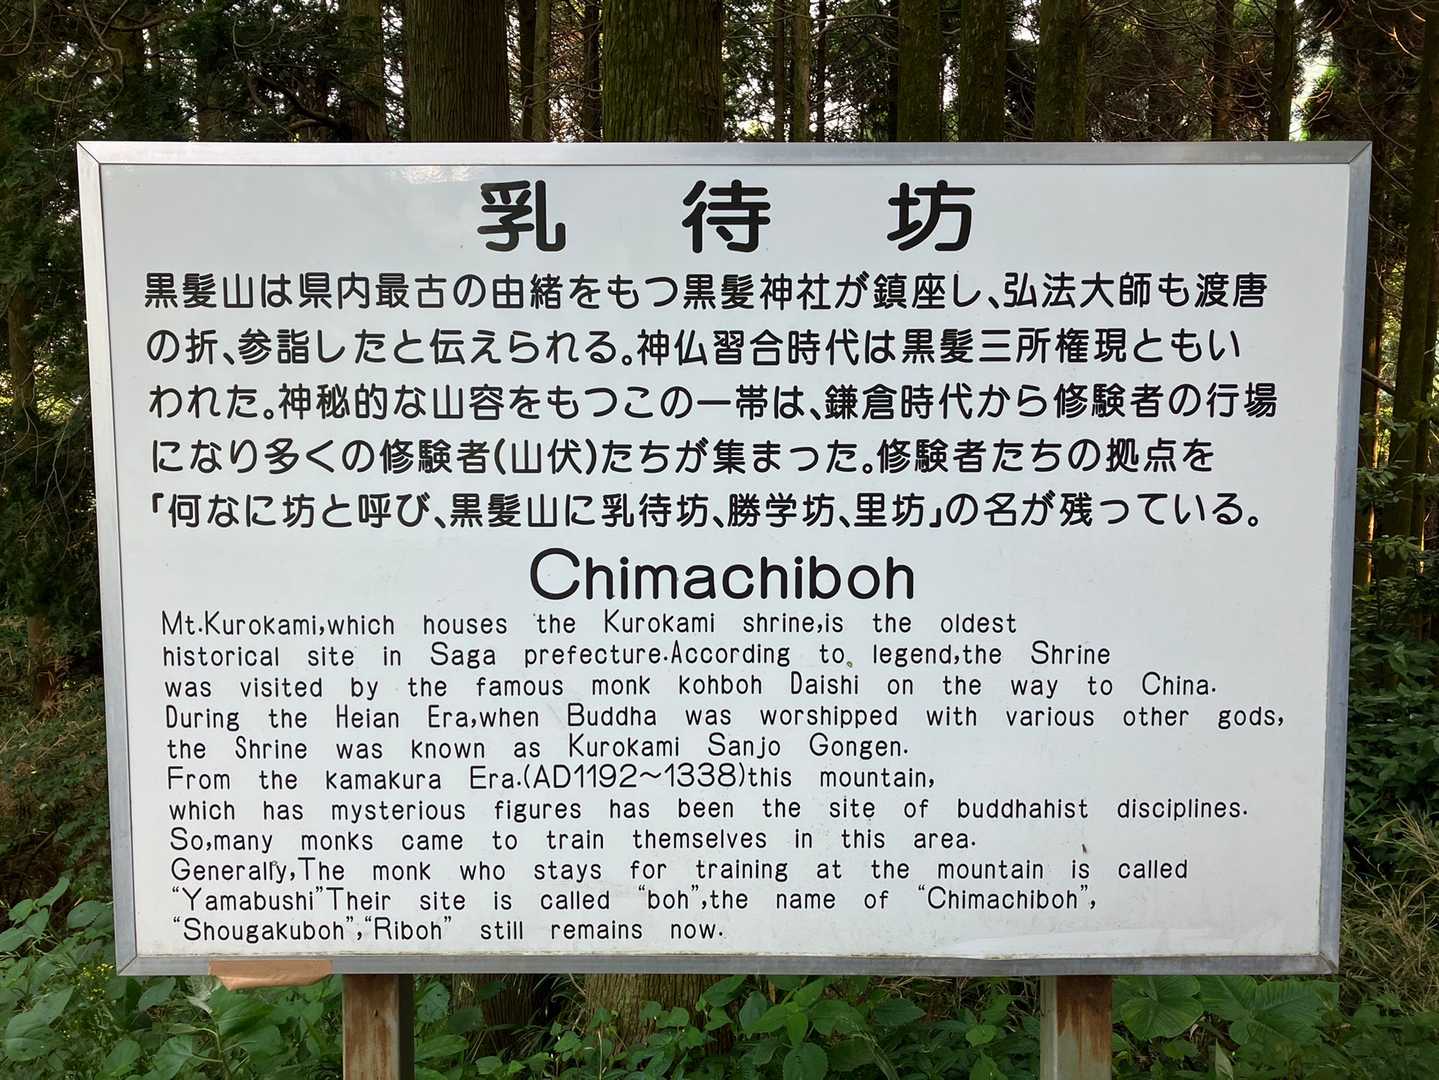 乳待坊
黒髪山は県内最古の由緒をもつ黒髪神社が鎮座し、弘法大師も渡唐
の折、参詣したと伝えられる。神仏習合時代は黒髪三所権現ともい
われた。神秘的な山容をもつこの一帯は、鎌倉時代から修験者の行場
になり多くの修験者(山伏)たちが集まった。修験者たちの拠点を
「何なに坊と呼び、黒髪山に乳待坊、勝学坊、里坊」の名が残っている。
Chimachiboh
Mt.Kurokami,which houses the Kurokami shrine,is the oldest
historical site in Saga prefecture.According to legend,the Shrine
was visited by the famous monk kohboh Daishi on the way to China.
During the Heian Era,when Buddha was worshipped with various other gods,
the Shrine was known as Kurokami Sanjo Gongen.
From the kamakura Era.(AD1192~1338)this mountain,
which has mysterious figures has been the site of buddhahist disciplines.
So,many monks came to train themselves in this area.
Generally,The monk who stays for training at the mountain is called
“Yamabushi”Their site is called “boh”,the name of “Chimachiboh”,
“Shougakuboh”,“Riboh” still remains now.